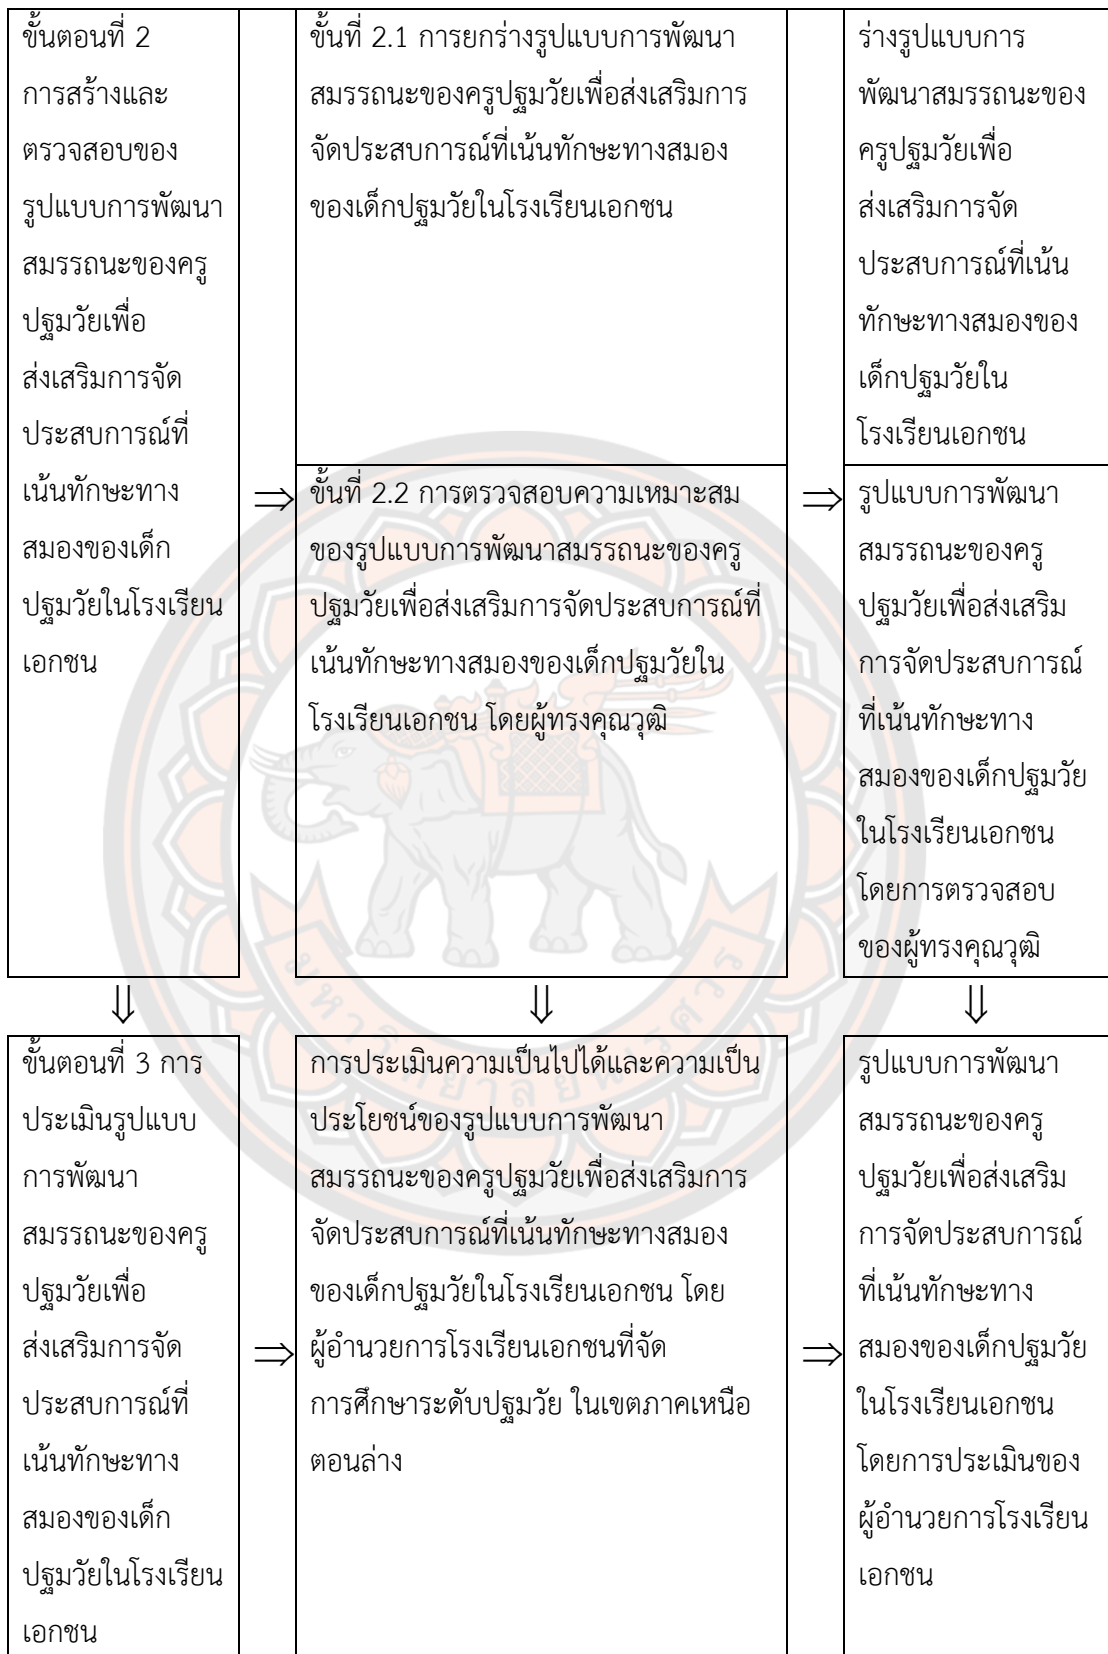 ขั้นตอนที่ 2
การสร้างและ
ตรวจสอบของ
รูปแบบการพัฒนา
สมรรถนะของครู
ปฐมวัยเพื่อ
ส่งเสริมการจัด
ประสบการณ์ที่
เน้นทักษะทาง
สมองของเด็ก
ปฐมวัยในโรงเรียน
เอกชน
ขั้นที่ 2.1 การยกร่างรูปแบบการพัฒนา
สมรรถนะของครูปฐมวัยเพื่อส่งเสริมการ
จัดประสบการณ์ที่เน้นทักษะทางสมอง
ของเด็กปฐมวัยในโรงเรียนเอกชน
ร่างรูปแบบการ
พัฒนาสมรรถนะของ
ครูปฐมวัยเพื่อ
ส่งเสริมการจัด
ประสบการณ์ที่เน้น
ทักษะทางสมองของ
เด็กปฐมวัยใน
โรงเรียนเอกชน
⇒
ขั้นที่ 2.2 การตรวจสอบความเหมาะสม
ของรูปแบบการพัฒนาสมรรถนะของครู
ปฐมวัยเพื่อส่งเสริมการจัดประสบการณ์ที่
เน้นทักษะทางสมองของเด็กปฐมวัยใน
โรงเรียนเอกชน โดยผู้ทรงคุณวุฒิ
⇒
รูปแบบการพัฒนา
สมรรถนะของครู
ปฐมวัยเพื่อส่งเสริม
การจัดประสบการณ์
ที่เน้นทักษะทาง
สมองของเด็กปฐมวัย
ในโรงเรียนเอกชน
โดยการตรวจสอบ
ของผู้ทรงคุณวุฒิ
มหาวิทยาลัยนเรศวร
⇓ ⇓ ⇓
ขั้นตอนที่ 3 การ
ประเมินรูปแบบ
การพัฒนา
สมรรถนะของครู
ปฐมวัยเพื่อ
ส่งเสริมการจัด
ประสบการณ์ที่
เน้นทักษะทาง
สมองของเด็ก
ปฐมวัยในโรงเรียน
เอกชน
⇒
การประเมินความเป็นไปได้และความเป็น
ประโยชน์ของรูปแบบการพัฒนา
สมรรถนะของครูปฐมวัยเพื่อส่งเสริมการ
จัดประสบการณ์ที่เน้นทักษะทางสมอง
ของเด็กปฐมวัยในโรงเรียนเอกชน โดย
ผู้อำนวยการโรงเรียนเอกชนที่จัด
การศึกษาระดับปฐมวัย ในเขตภาคเหนือ
ตอนล่าง
⇒
รูปแบบการพัฒนา
สมรรถนะของครู
ปฐมวัยเพื่อส่งเสริม
การจัดประสบการณ์
ที่เน้นทักษะทาง
สมองของเด็กปฐมวัย
ในโรงเรียนเอกชน
โดยการประเมินของ
ผู้อำนวยการโรงเรียน
เอกชน